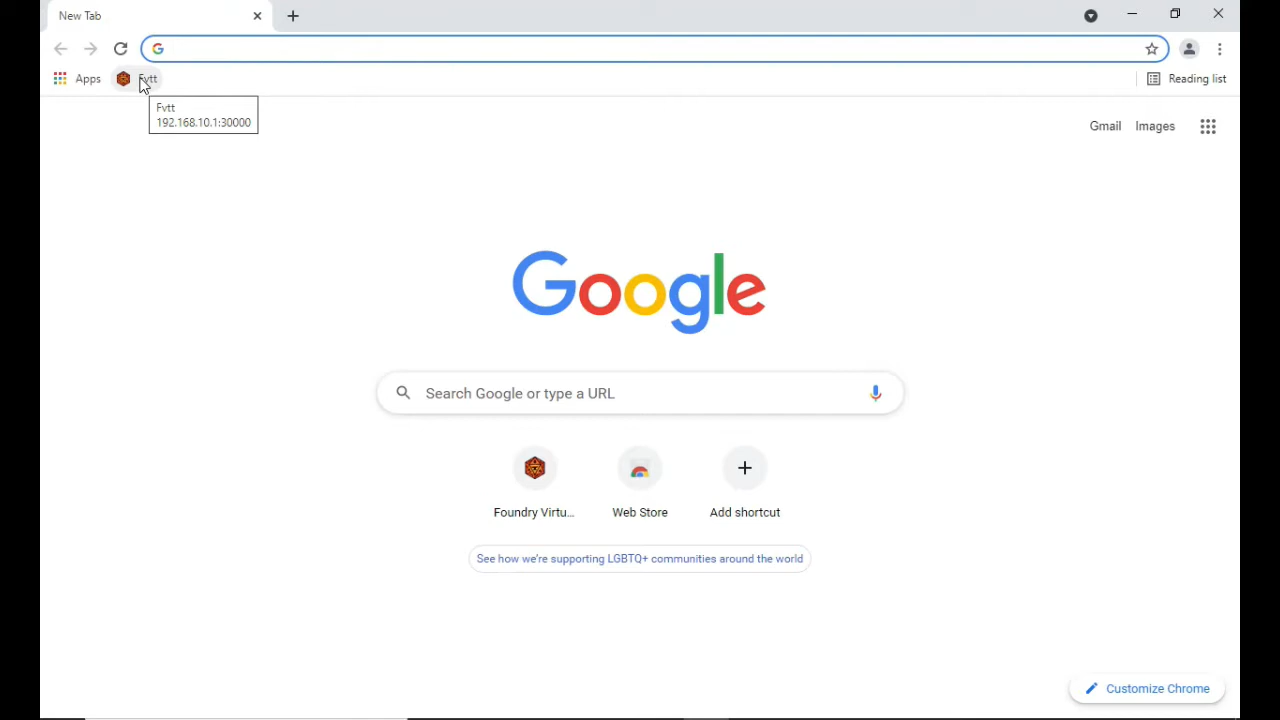 New Tab
Apps
Fvtt
Reading list
Fvtt
192.168.10.1:30000
Gmail
Images
Google
Search Google or type a URL
Foundry Virtu...
Web Store
Add shortcut
See how we're supporting LGBTQ+ communities around the world
Customize Chrome